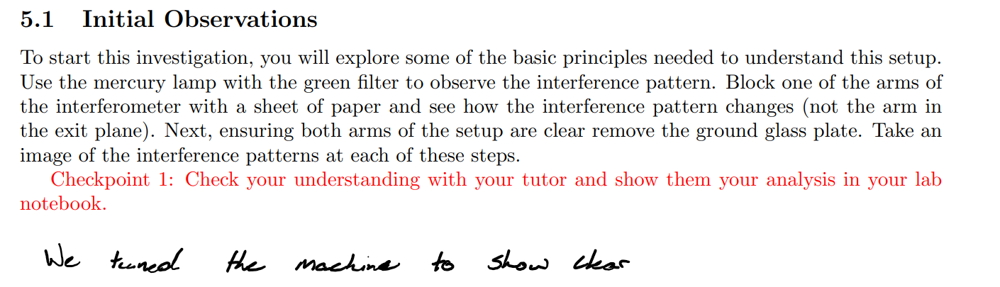 5.1 Initial Observations
To start this investigation, you will explore some of the basic principles needed to understand this setup.
Use the mercury lamp with the green filter to observe the interference pattern. Block one of the arms of
the interferometer with a sheet of paper and see how the interference pattern changes (not the arm in
the exit plane). Next, ensuring both arms of the setup are clear remove the ground glass plate. Take an
image of the interference patterns at each of these steps.
Checkpoint 1: Check your understanding with your tutor and show them your analysis in your lab
notebook.
We tuned the machine to show clear